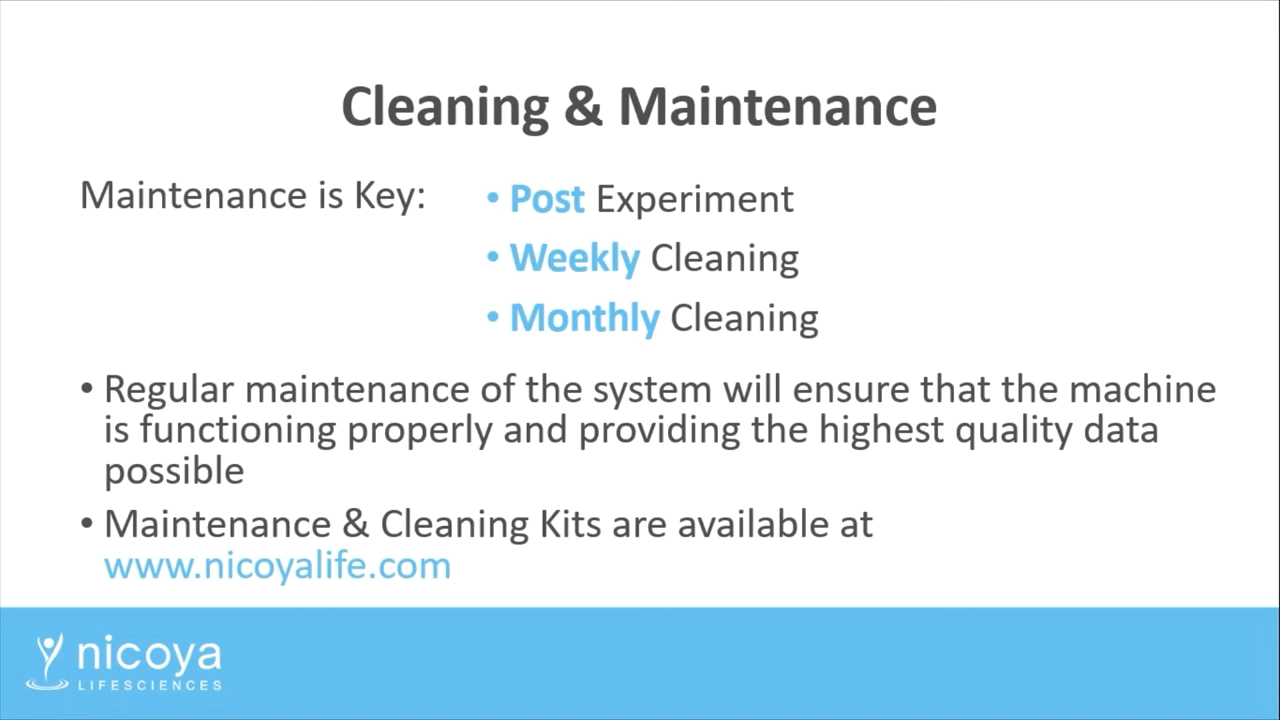 Cleaning & Maintenance
Maintenance is Key:
• Post Experiment
• Weekly Cleaning
• Monthly Cleaning
• Regular maintenance of the system will ensure that the machine
is functioning properly and providing the highest quality data
possible
• Maintenance & Cleaning Kits are available at
www.nicoyalife.com
nicoya
LIFESCIENCES